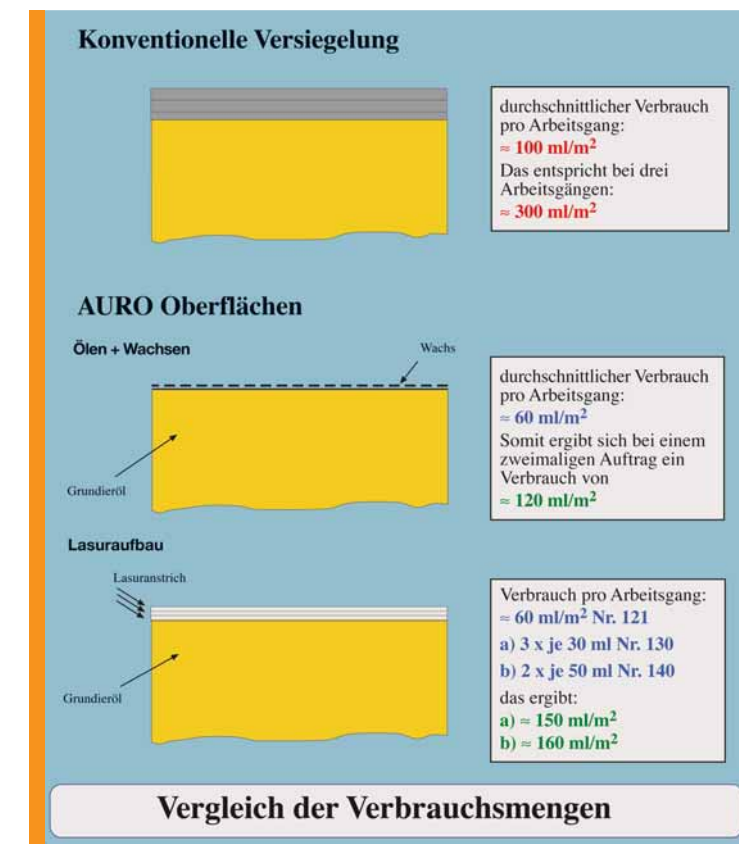 Konventionelle Versiegelung
durchschnittlicher Verbrauch
pro Arbeitsgang:
≈ 100 ml/m²
Das entspricht bei drei
Arbeitsgängen:
≈ 300 ml/m²
AURO Oberflächen
Ölen + Wachsen
Wachs
Grundieröl
durchschnittlicher Verbrauch
pro Arbeitsgang:
≈ 60 ml/m²
Somit ergibt sich bei einem
zweimaligen Auftrag ein
Verbrauch von
≈ 120 ml/m²
Lasuraufbau
Lasuranstrich
Grundieröl
Verbrauch pro Arbeitsgang:
≈ 60 ml/m² Nr. 121
a) 3 x je 30 ml Nr. 130
b) 2 x je 50 ml Nr. 140
das ergibt:
a) ≈ 150 ml/m²
b) ≈ 160 ml/m²
Vergleich der Verbrauchsmengen